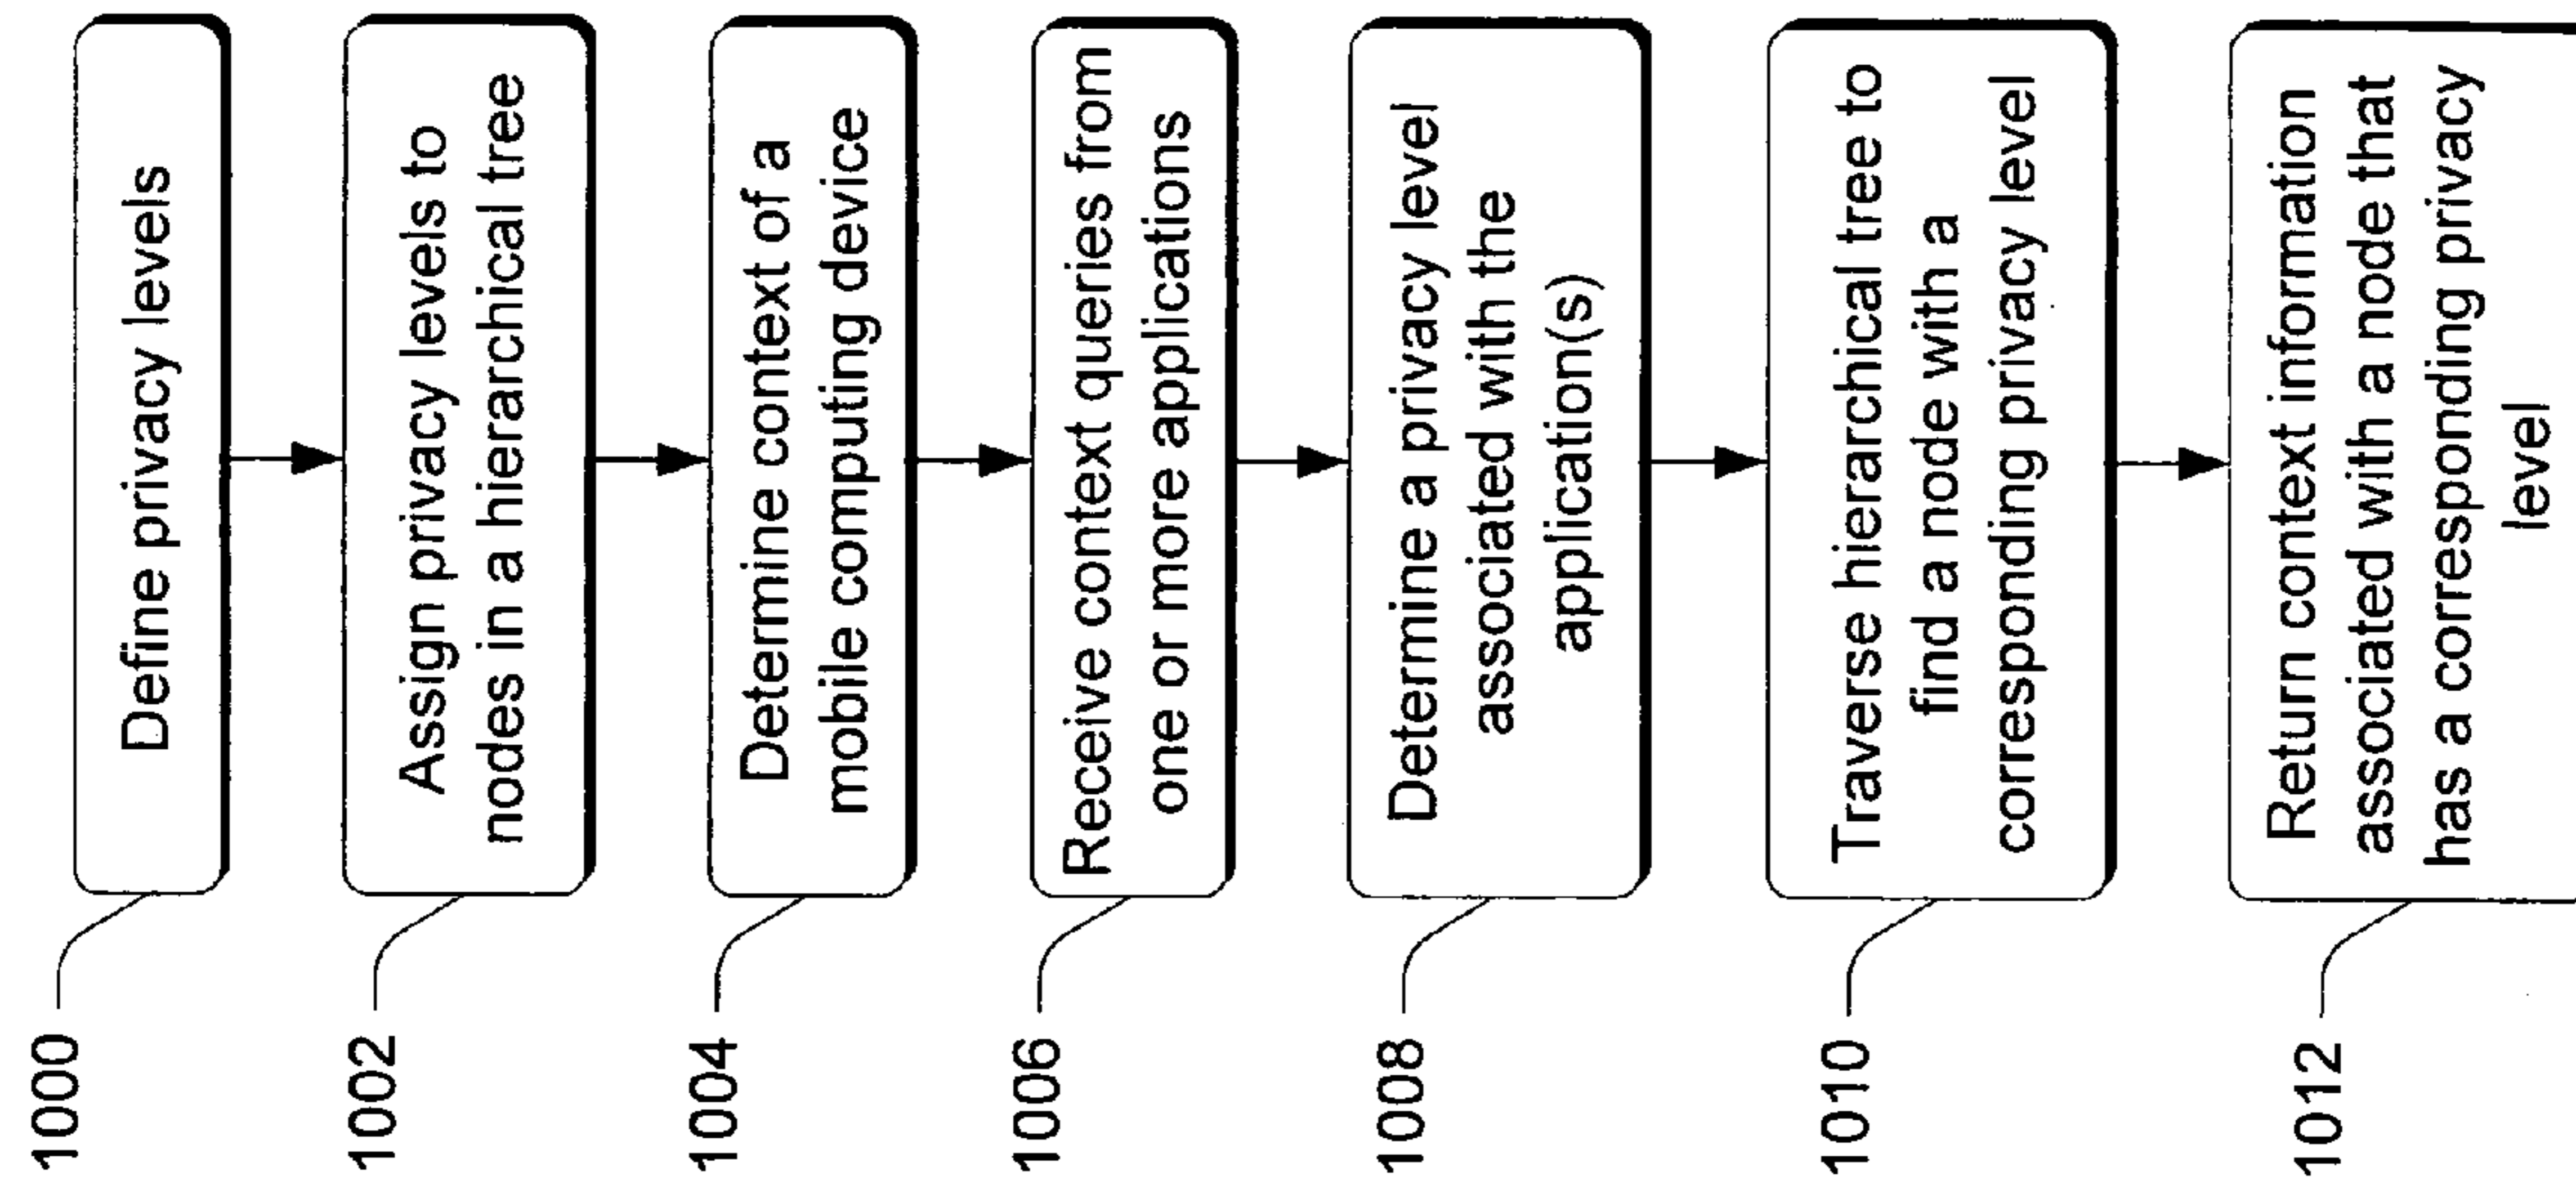 1000
Define privacy levels
1002
Assign privacy levels to
nodes in a hierarchical tree
1004
Determine context of a
mobile computing device
1006
Receive context queries from
one or more applications
1008
Determine a privacy level
associated with the
application(s)
1010
Traverse hierarchical tree to
find a node with a
corresponding privacy level
1012
Return context information
associated with a node that
has a corresponding privacy
level